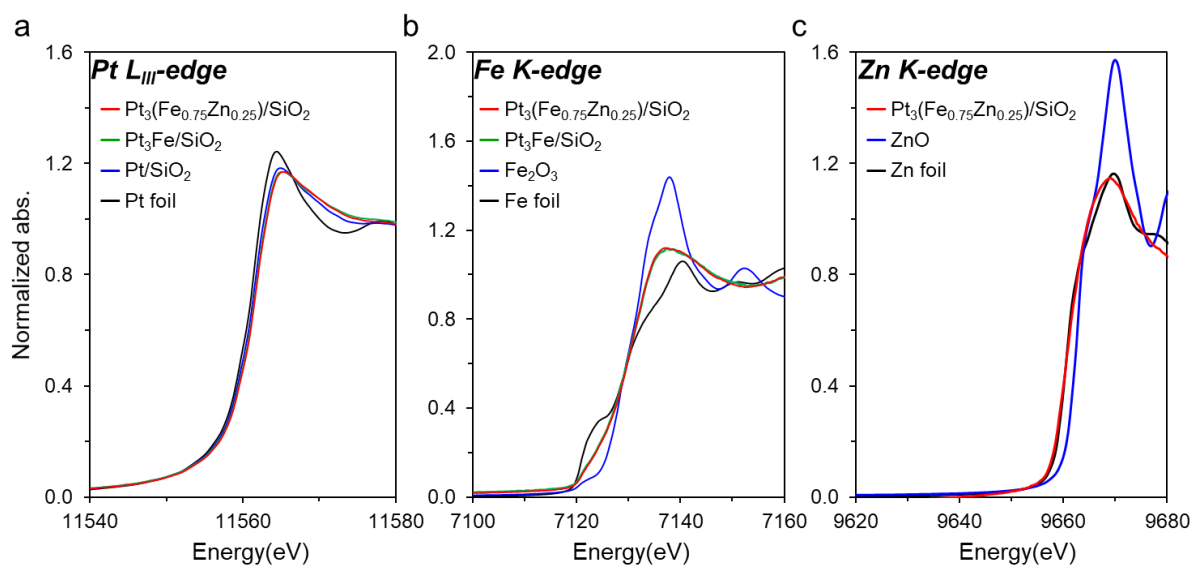 a
Pt L_III-edge
Pt₃(Fe₀.₇₅Zn₀.₂₅)/SiO₂
Pt₃Fe/SiO₂
Pt/SiO₂
Pt foil
Normalized abs.
1.6
1.2
0.8
0.4
0.0
11540
11560
11580
Energy(eV)
b
Fe K-edge
Pt₃(Fe₀.₇₅Zn₀.₂₅)/SiO₂
Pt₃Fe/SiO₂
Fe₂O₃
Fe foil
2.0
1.6
1.2
0.8
0.4
0.0
7100
7120
7140
7160
Energy(eV)
c
Zn K-edge
Pt₃(Fe₀.₇₅Zn₀.₂₅)/SiO₂
ZnO
Zn foil
1.6
1.2
0.8
0.4
0.0
9620
9640
9660
9680
Energy(eV)